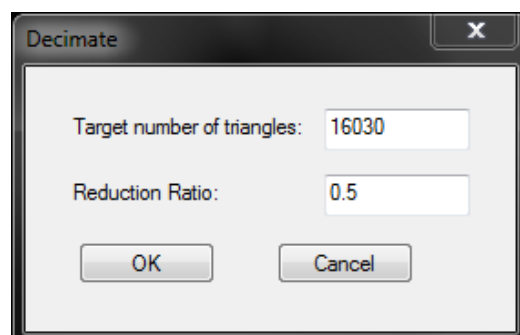 Decimate
Target number of triangles: 16030
Reduction Ratio: 0.5
OK Cancel